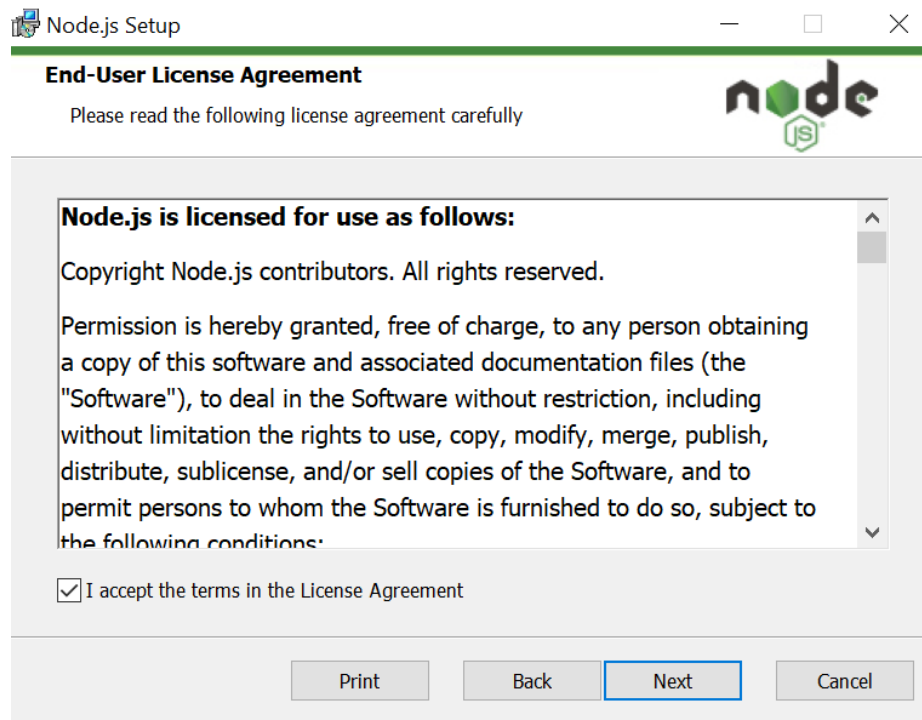 Node.js Setup
End-User License Agreement
Please read the following license agreement carefully
node
JS
Node.js is licensed for use as follows:
Copyright Node.js contributors. All rights reserved.
Permission is hereby granted, free of charge, to any person obtaining
a copy of this software and associated documentation files (the
"Software"), to deal in the Software without restriction, including
without limitation the rights to use, copy, modify, merge, publish,
distribute, sublicense, and/or sell copies of the Software, and to
permit persons to whom the Software is furnished to do so, subject to
the following conditions:
I accept the terms in the License Agreement
Print Back Next Cancel